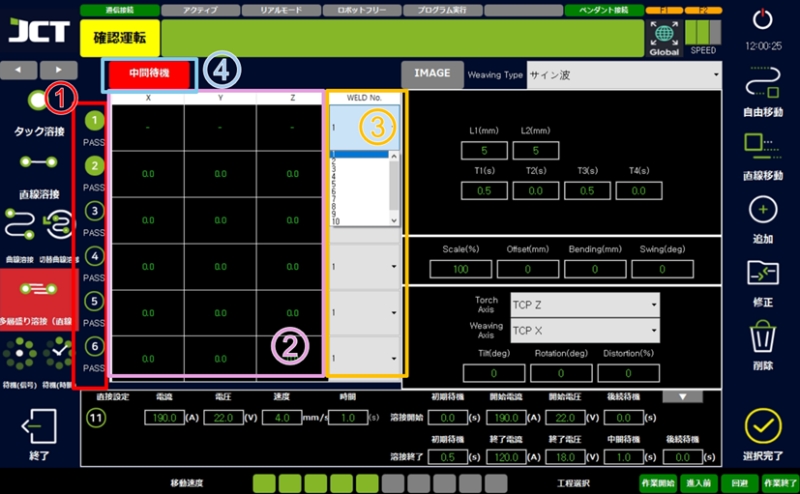 通信接続 アクティブ リアルモード ロボットフリー プログラム実行 ペンダント接続 F1 F2
JCT
確認運転
Global
SPEED
12:00:25
①
④
中間待機
IMAGE
Weaving Type サイン波
X Y Z WELD No.
③
1 PASS - - - 1
2 PASS 0.0 0.0 0.0
1
2
3
4
5
6
7
8
9
10
3 PASS 0.0 0.0 0.0
4 PASS 0.0 0.0 0.0 1
5 PASS 0.0 0.0 0.0 1
6 PASS 0.0 0.0 0.0 1
②
タック溶接
直線溶接
曲線溶接 切替曲線溶接
多層盛り溶接（直線
待機(信号) 待機(時間)
終了
L1(mm) L2(mm)
5 5
T1(s) T2(s) T3(s) T4(s)
0.5 0.0 0.5 0.0
Scale(%) Offset(mm) Bending(mm) Swing(deg)
100 0 0 0
Torch Axis TCP Z
Weaving Axis TCP X
Tilt(deg) Rotation(deg) Distortion(%)
0 0 0
自由移動
直線移動
追加
修正
削除
選択完了
直接設定 電流 電圧 速度 時間
11 190.0 (A) 22.0 (V) 4.0 mm/s 1.0 (s)
初期待機 開始電流 開始電圧 後続待機 ▼
溶接開始 0.0 (s) 190.0 (A) 22.0 (V) 0.0 (s)
初期待機 終了電流 終了電圧 中間待機 後続待機
溶接終了 0.5 (s) 120.0 (A) 18.0 (V) 1.0 (s) 0.0 (s)
移動速度 工程選択 作業開始 進入前 回避 作業終了